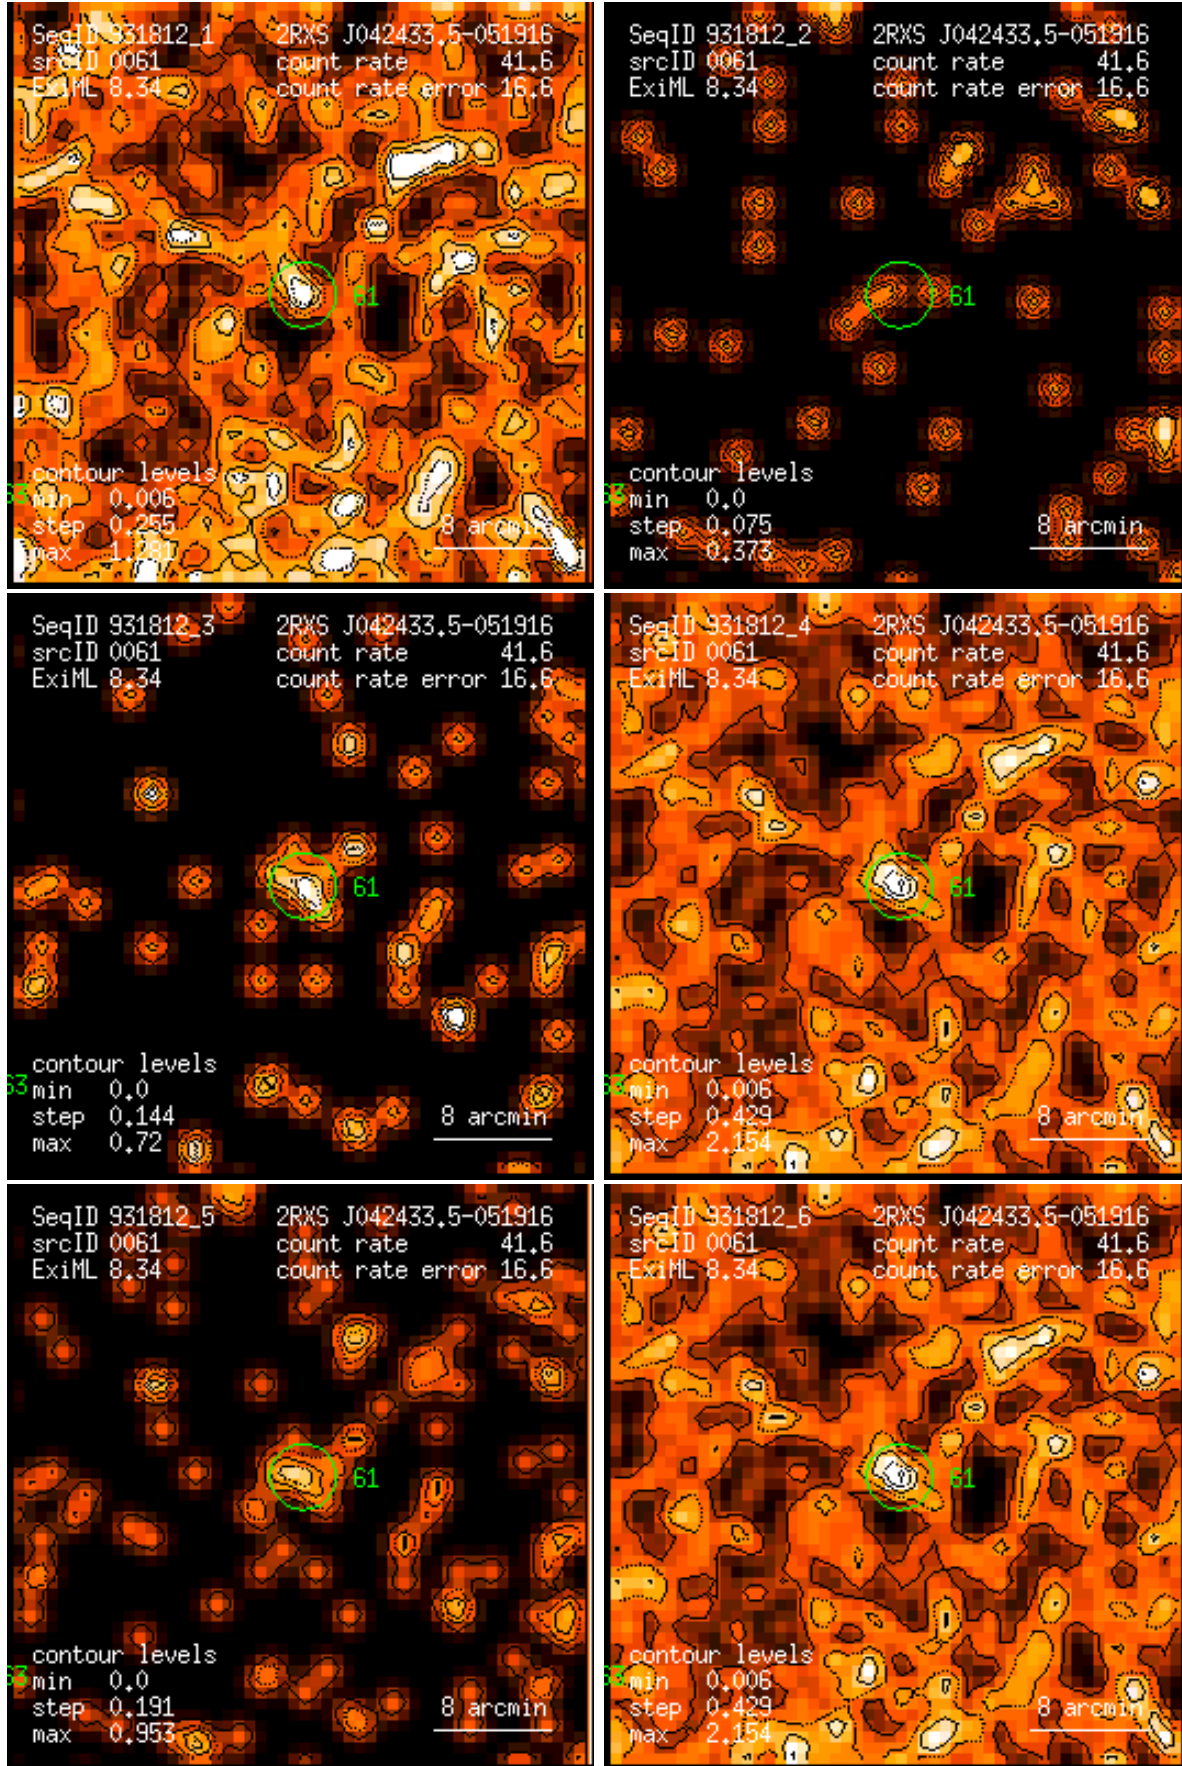 SeqID 931812_1 2RXS J042433.5-051916
srcID 0061 count rate 41.6
ExiML 8.34 count rate error 16.6
61
contour levels
63 min 0.006
step 0.255
max 1.281
8 arcmin
SeqID 931812_2 2RXS J042433.5-051916
srcID 0061 count rate 41.6
ExiML 8.34 count rate error 16.6
61
contour levels
63 min 0.0
step 0.075
max 0.373
8 arcmin
SeqID 931812_3 2RXS J042433.5-051916
srcID 0061 count rate 41.6
ExiML 8.34 count rate error 16.6
61
contour levels
63 min 0.0
step 0.144
max 0.72
8 arcmin
SeqID 931812_4 2RXS J042433.5-051916
srcID 0061 count rate 41.6
ExiML 8.34 count rate error 16.6
61
contour levels
63 min 0.006
step 0.429
max 2.154
8 arcmin
SeqID 931812_5 2RXS J042433.5-051916
srcID 0061 count rate 41.6
ExiML 8.34 count rate error 16.6
61
contour levels
63 min 0.0
step 0.191
max 0.953
8 arcmin
SeqID 931812_6 2RXS J042433.5-051916
srcID 0061 count rate 41.6
ExiML 8.34 count rate error 16.6
61
contour levels
63 min 0.006
step 0.429
max 2.154
8 arcmin